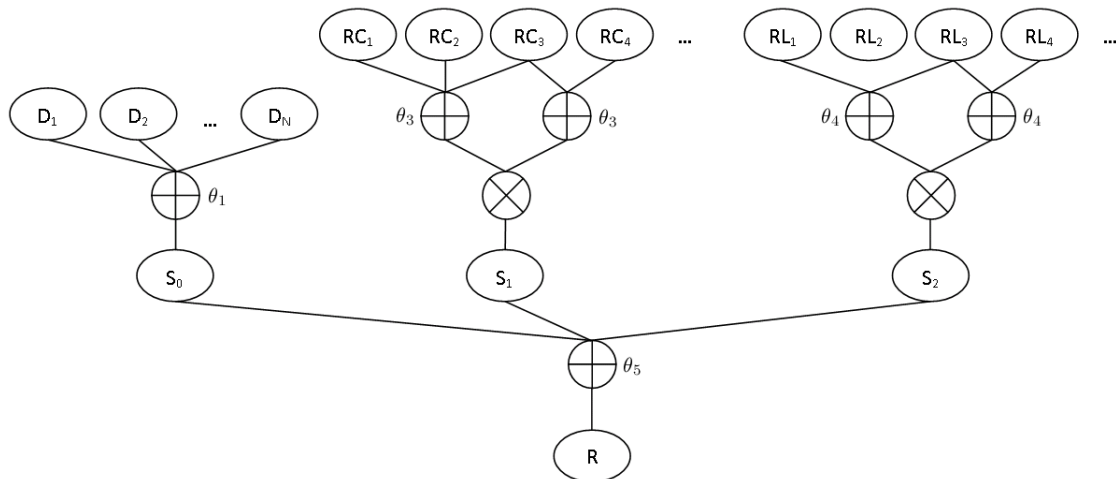 RC₁ RC₂ RC₃ RC₄ ... RL₁ RL₂ RL₃ RL₄ ...
D₁ D₂ ... D_N θ₃ θ₃ θ₄ θ₄
θ₁
S₀ S₁ S₂
θ₅
R